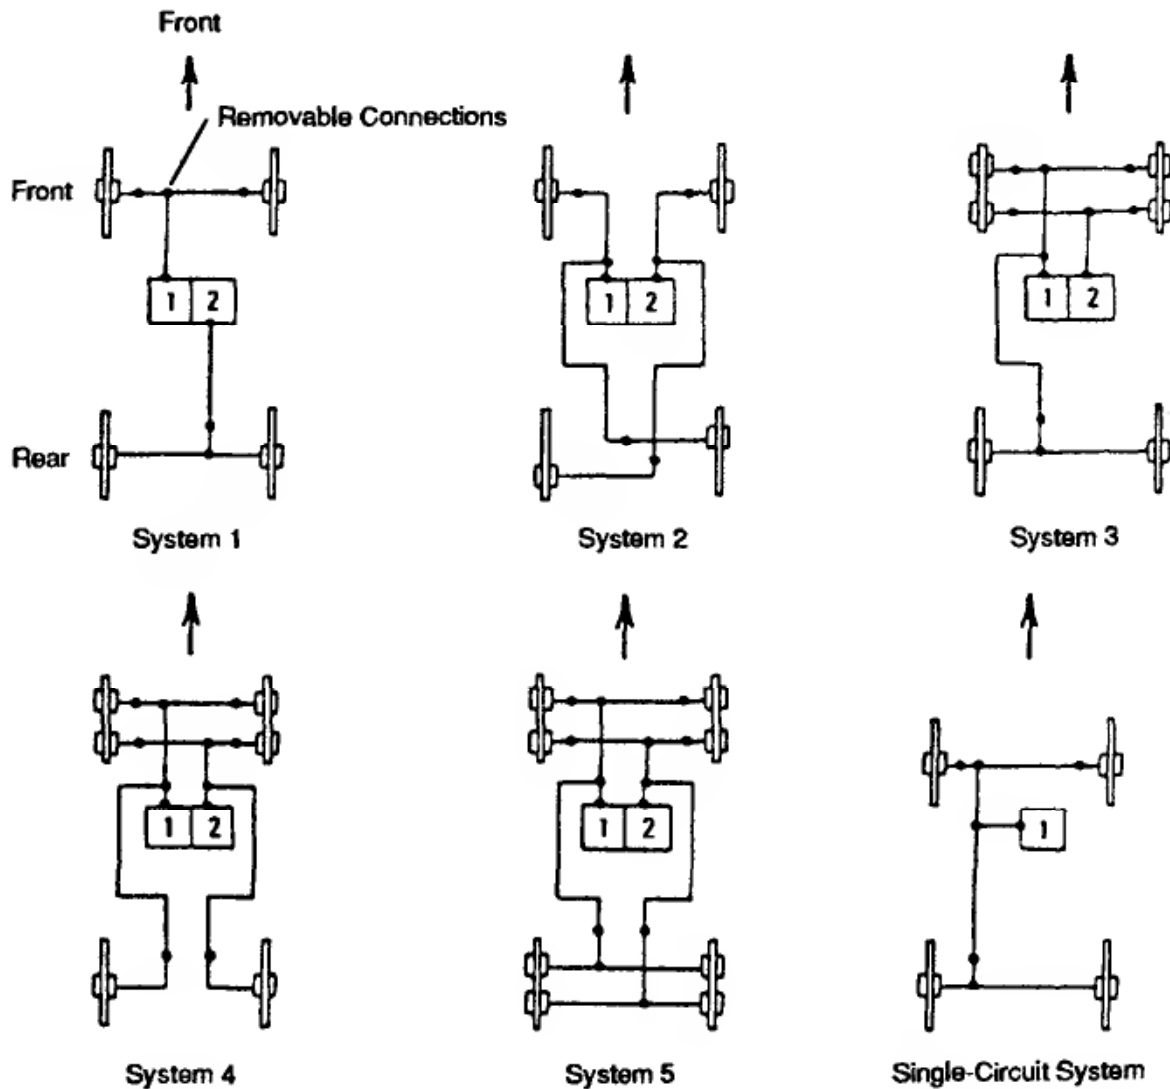 Front
Removable Connections
Front
1 2
1 2
1 2
Rear
System 1
System 2
System 3
1 2
1 2
1
System 4
System 5
Single-Circuit System